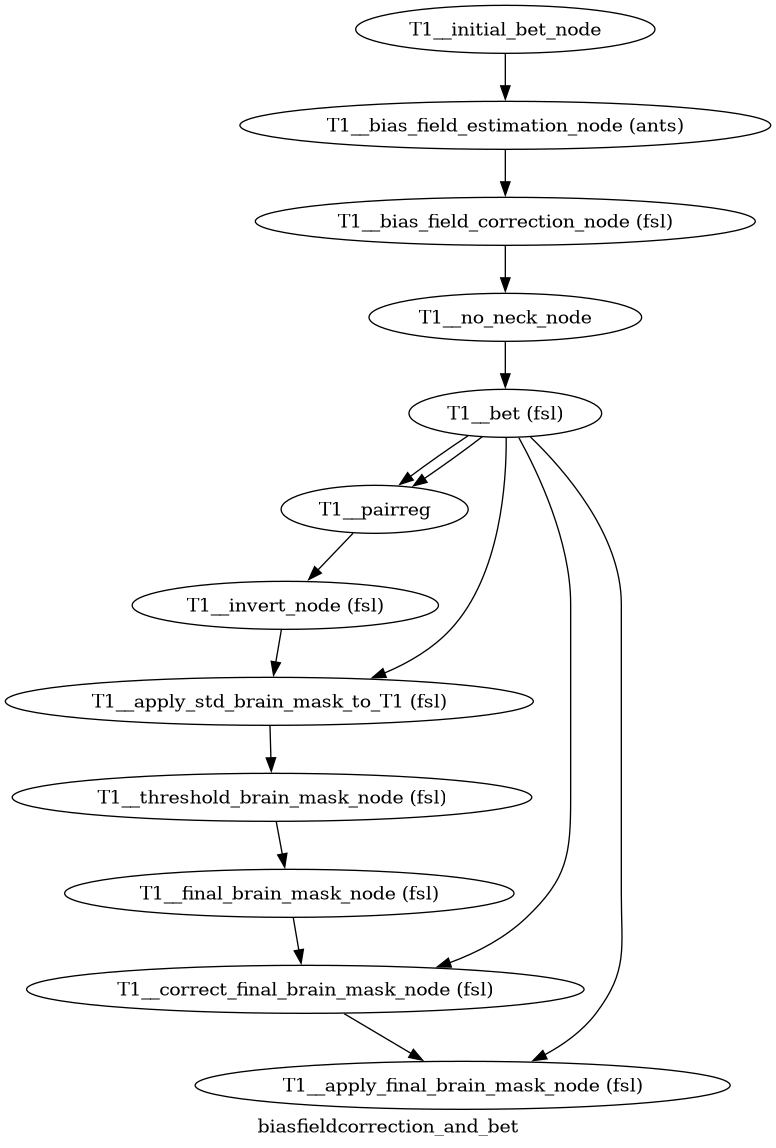 T1__initial_bet_node
T1__bias_field_estimation_node (ants)
T1__bias_field_correction_node (fsl)
T1__no_neck_node
T1__bet (fsl)
T1__pairreg
T1__invert_node (fsl)
T1__apply_std_brain_mask_to_T1 (fsl)
T1__threshold_brain_mask_node (fsl)
T1__final_brain_mask_node (fsl)
T1__correct_final_brain_mask_node (fsl)
T1__apply_final_brain_mask_node (fsl)
biasfieldcorrection_and_bet